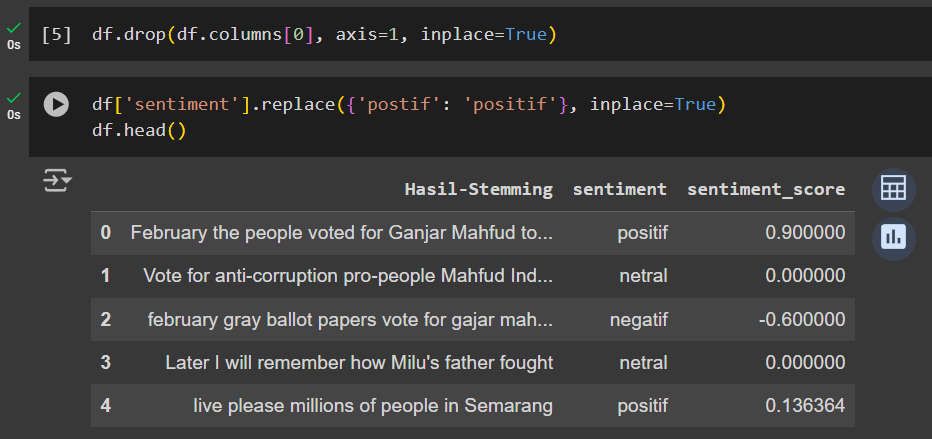 [5] df.drop(df.columns[0], axis=1, inplace=True)
0s
df['sentiment'].replace({'postif': 'positif'}, inplace=True)
0s
df.head()
Hasil-Stemming sentiment sentiment_score
0 February the people voted for Ganjar Mahfud to... positif 0.900000
1 Vote for anti-corruption pro-people Mahfud Ind... netral 0.000000
2 february gray ballot papers vote for gajar mah... negatif -0.600000
3 Later I will remember how Milu's father fought netral 0.000000
4 live please millions of people in Semarang positif 0.136364